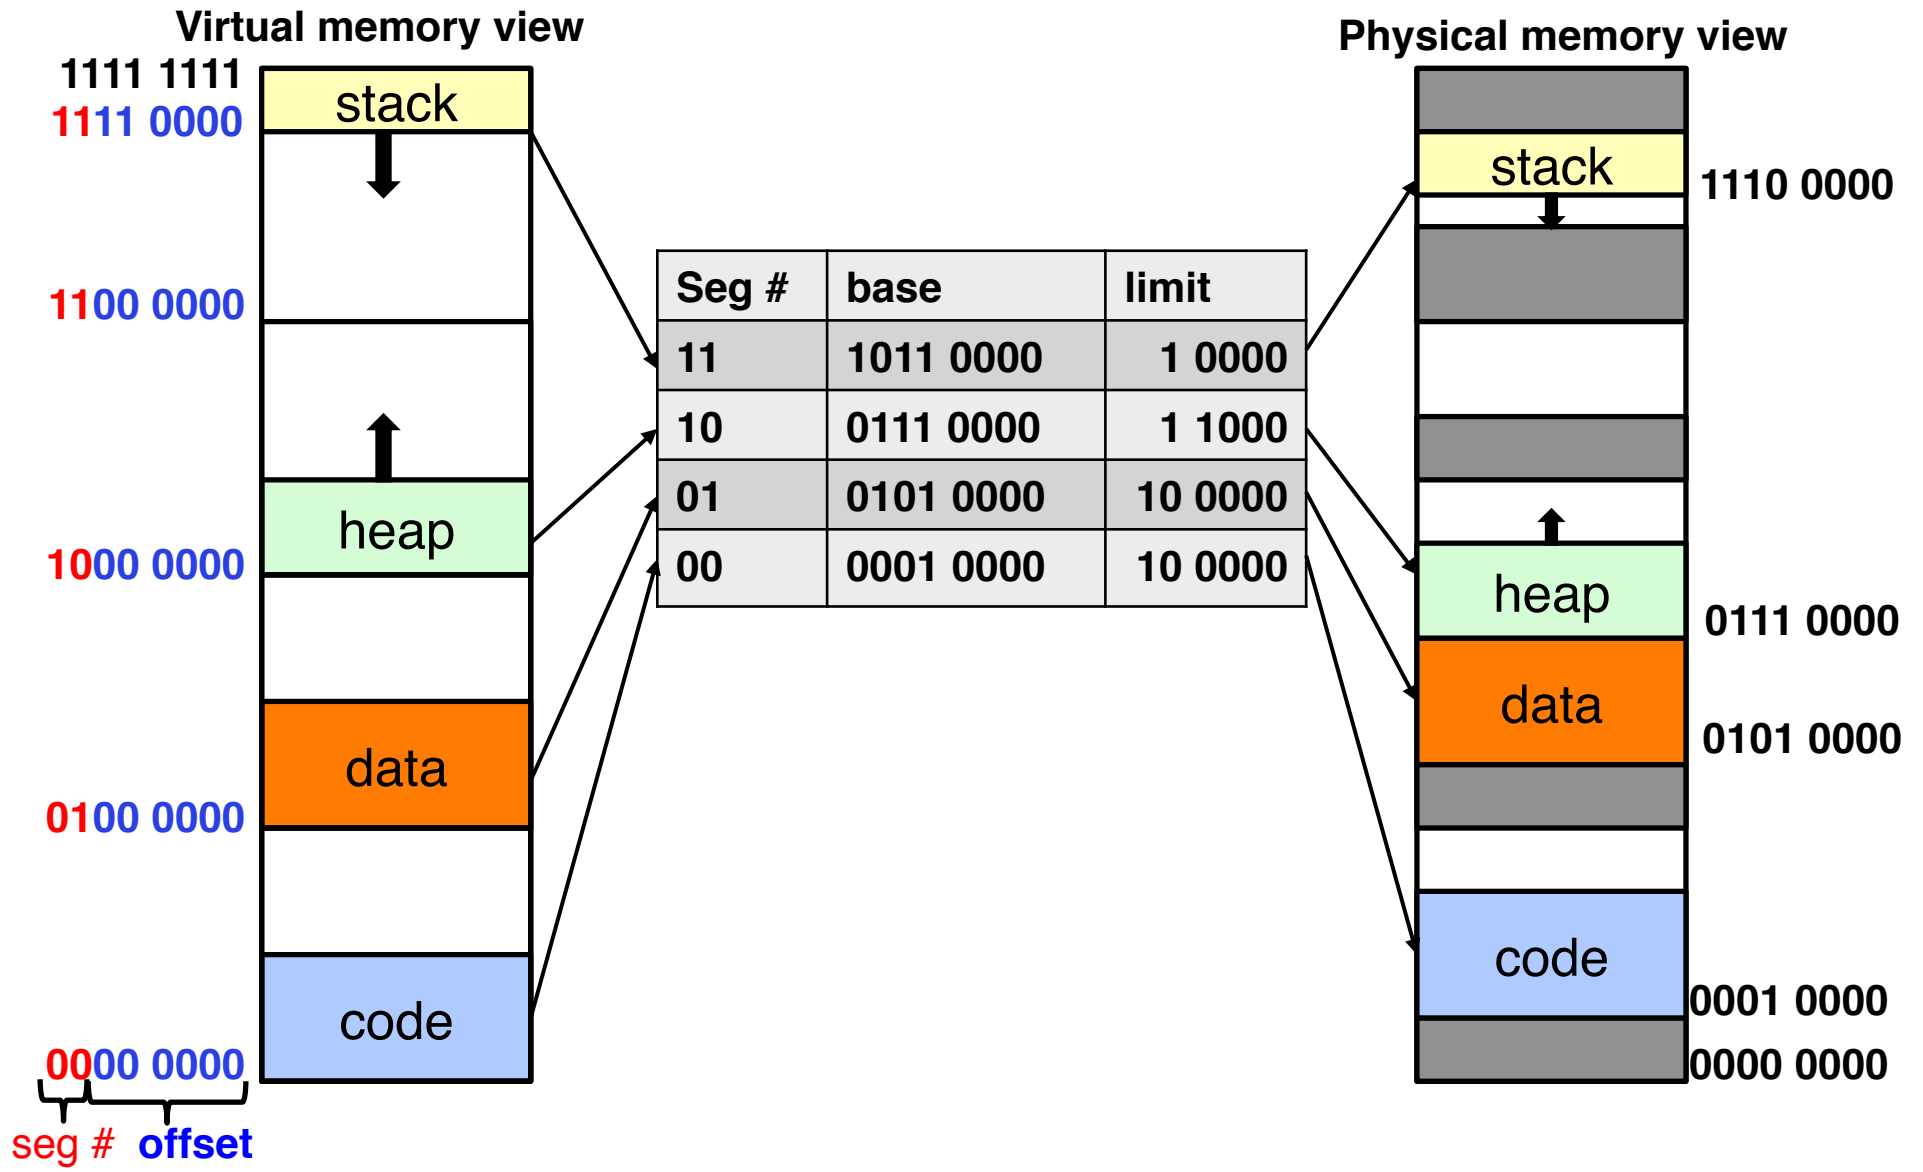 Virtual memory view
1111 1111
stack
1111 0000
1100 0000
heap
1000 0000
data
0100 0000
code
0000 0000
seg # offset
Seg # base limit
11 1011 0000 1 0000
10 0111 0000 1 1000
01 0101 0000 10 0000
00 0001 0000 10 0000
Physical memory view
stack
1110 0000
heap
0111 0000
data
0101 0000
code
0001 0000
0000 0000